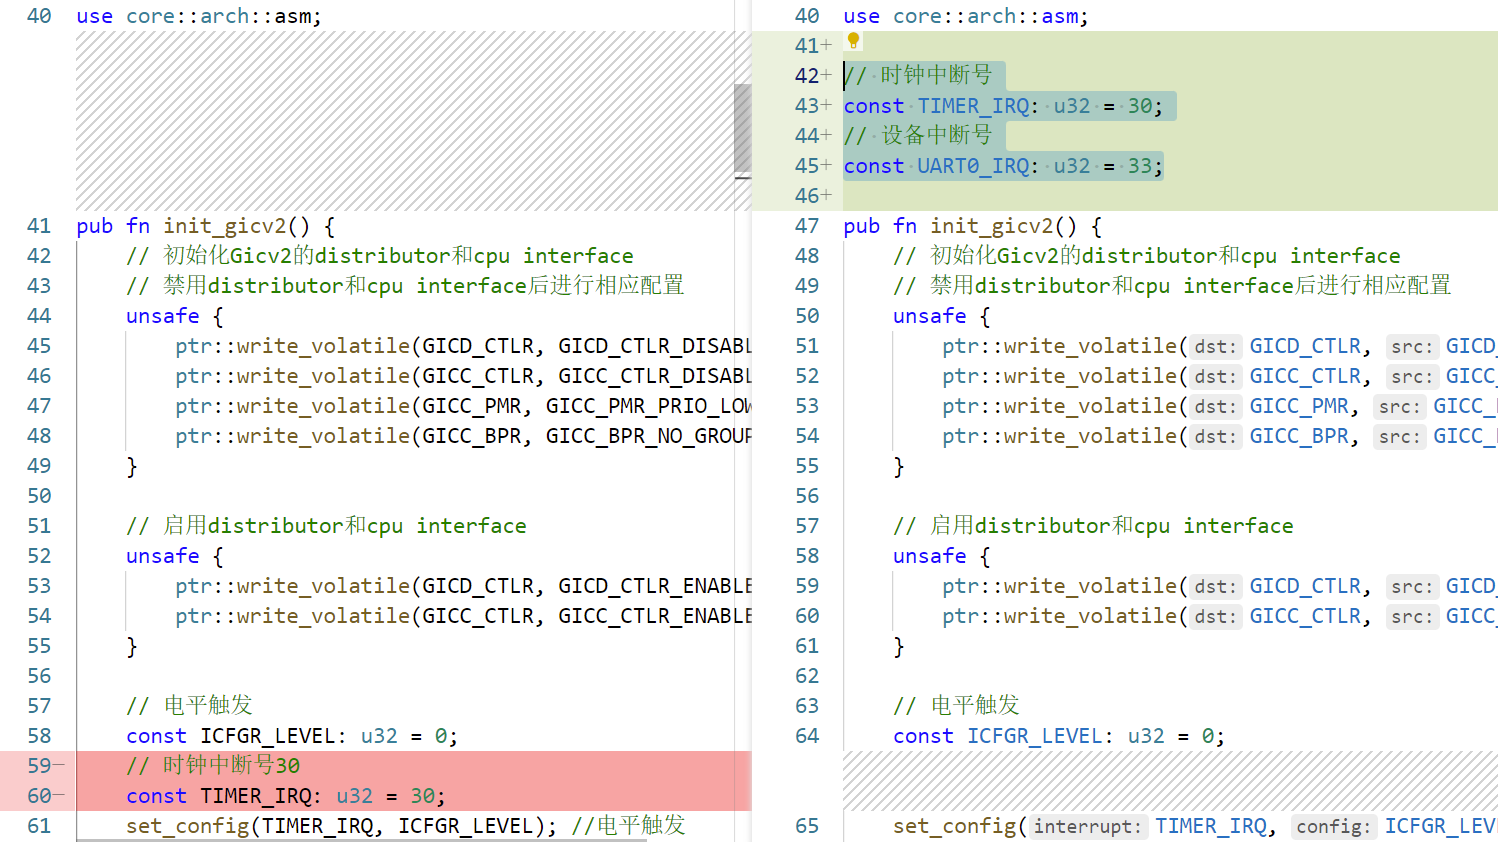 40 use core::arch::asm;
41 pub fn init_gicv2() {
42 // 初始化Gicv2的distributor和cpu interface
43 // 禁用distributor和cpu interface后进行相应配置
44 unsafe {
45 ptr::write_volatile(GICD_CTLR, GICD_CTLR_DISABL
46 ptr::write_volatile(GICC_CTLR, GICC_CTLR_DISABL
47 ptr::write_volatile(GICC_PMR, GICC_PMR_PRIO_LOW
48 ptr::write_volatile(GICC_BPR, GICC_BPR_NO_GROUP
49 }
50
51 // 启用distributor和cpu interface
52 unsafe {
53 ptr::write_volatile(GICD_CTLR, GICD_CTLR_ENABLE
54 ptr::write_volatile(GICC_CTLR, GICC_CTLR_ENABLE
55 }
56
57 // 电平触发
58 const ICFGR_LEVEL: u32 = 0;
59− // 时钟中断号30
60− const TIMER_IRQ: u32 = 30;
61 set_config(TIMER_IRQ, ICFGR_LEVEL); //电平触发
40 use core::arch::asm;
41+
42+ // 时钟中断号
43+ const TIMER_IRQ: u32 = 30;
44+ // 设备中断号
45+ const UART0_IRQ: u32 = 33;
46+
47 pub fn init_gicv2() {
48 // 初始化Gicv2的distributor和cpu interface
49 // 禁用distributor和cpu interface后进行相应配置
50 unsafe {
51 ptr::write_volatile(dst: GICD_CTLR, src: GICD_
52 ptr::write_volatile(dst: GICC_CTLR, src: GICC_
53 ptr::write_volatile(dst: GICC_PMR, src: GICC_
54 ptr::write_volatile(dst: GICC_BPR, src: GICC_
55 }
56
57 // 启用distributor和cpu interface
58 unsafe {
59 ptr::write_volatile(dst: GICD_CTLR, src: GICD_
60 ptr::write_volatile(dst: GICC_CTLR, src: GICC_
61 }
62
63 // 电平触发
64 const ICFGR_LEVEL: u32 = 0;
65 set_config(interrupt: TIMER_IRQ, config: ICFGR_LEV